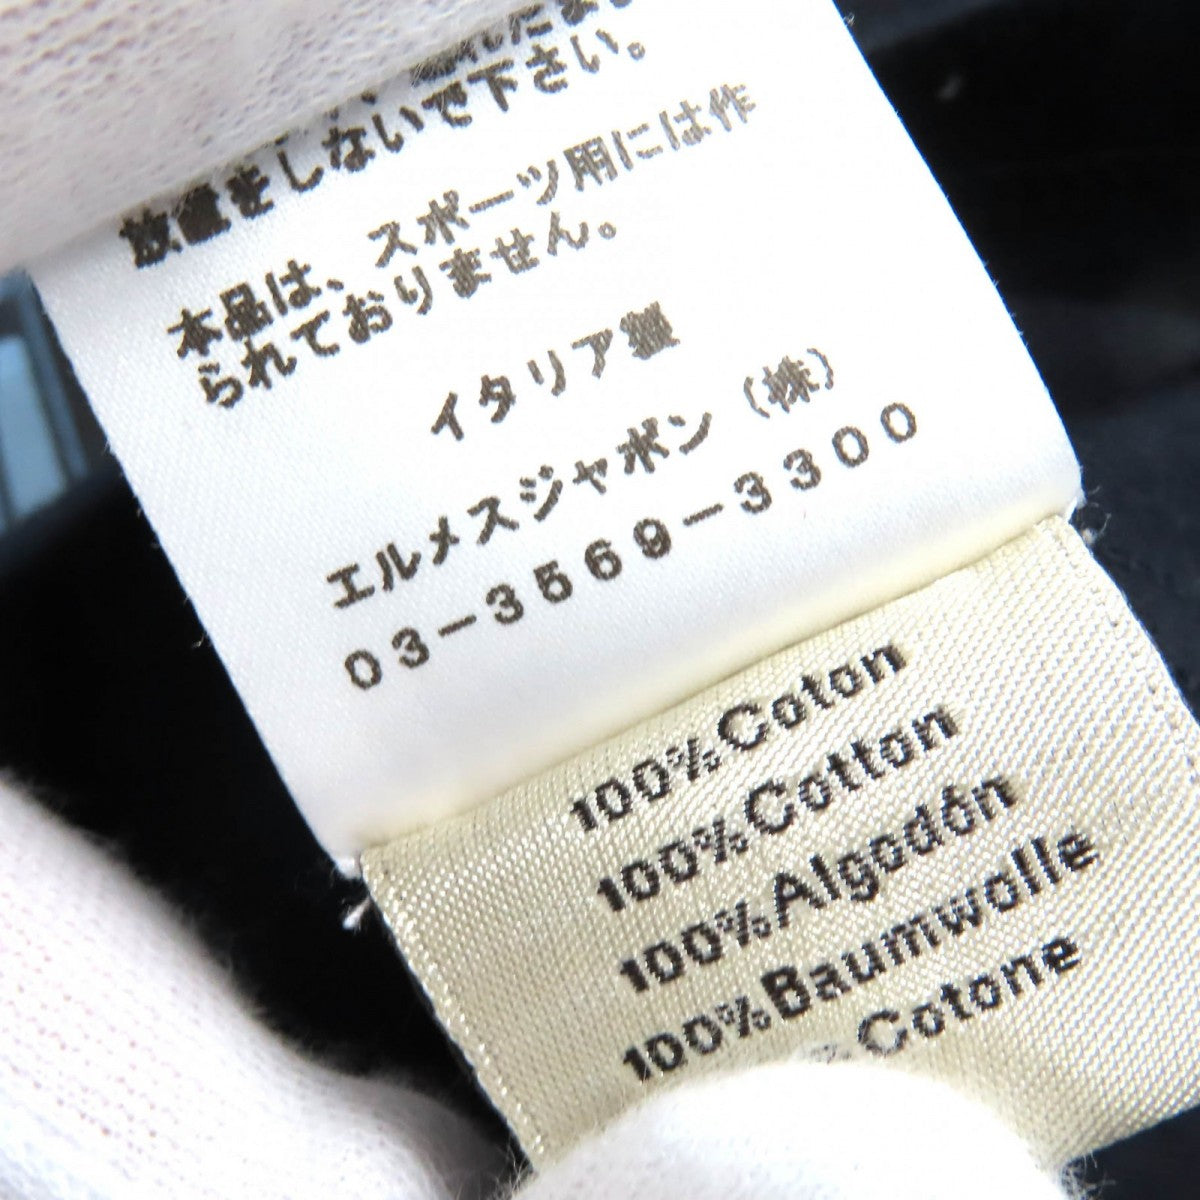 放置をしないで下さい。
本品は、スポーツ用には作
られておりません。
イタリア製
エルメスジャポン（株）
03-3569-3300
100%Coton
100%Cotton
100%Algodón
100%Baumwolle
Cotone